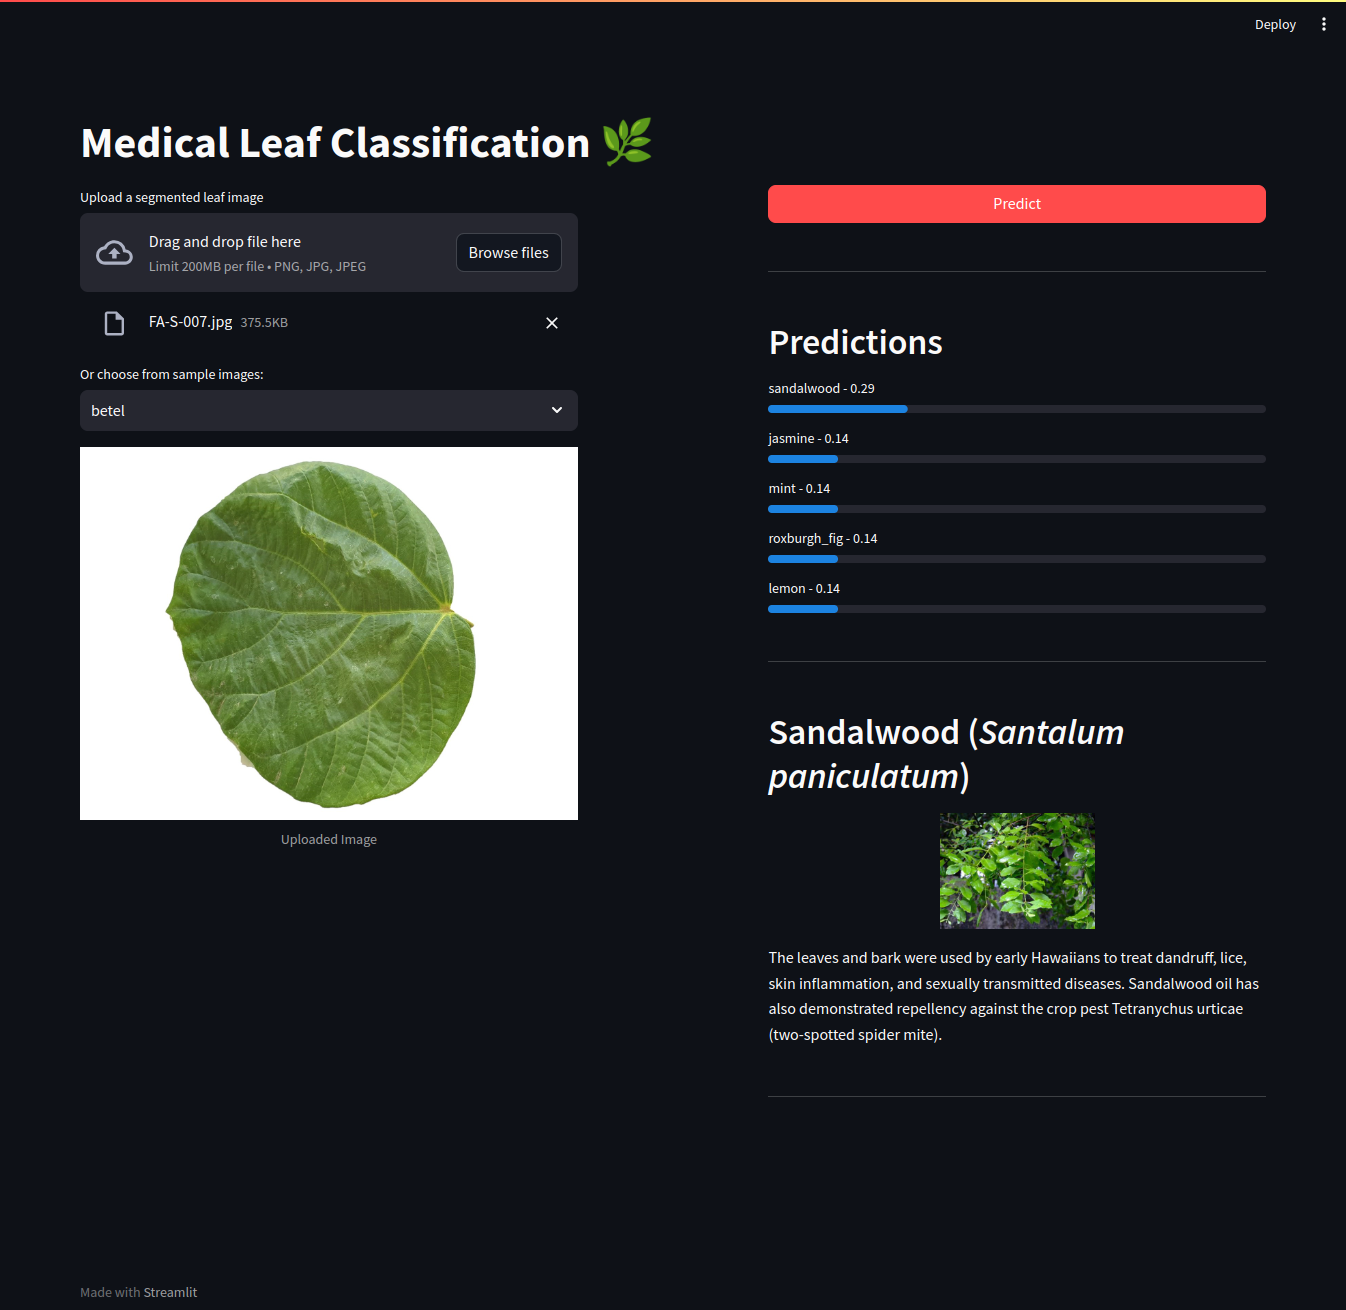 Deploy
Medical Leaf Classification
Upload a segmented leaf image
Drag and drop file here
Limit 200MB per file • PNG, JPG, JPEG
Browse files
FA-S-007.jpg 375.5KB
Or choose from sample images:
betel
Uploaded Image
Predict
Predictions
sandalwood - 0.29
jasmine - 0.14
mint - 0.14
roxburgh_fig - 0.14
lemon - 0.14
Sandalwood (Santalum
paniculatum)
The leaves and bark were used by early Hawaiians to treat dandruff, lice,
skin inflammation, and sexually transmitted diseases. Sandalwood oil has
also demonstrated repellency against the crop pest Tetranychus urticae
(two-spotted spider mite).
Made with Streamlit